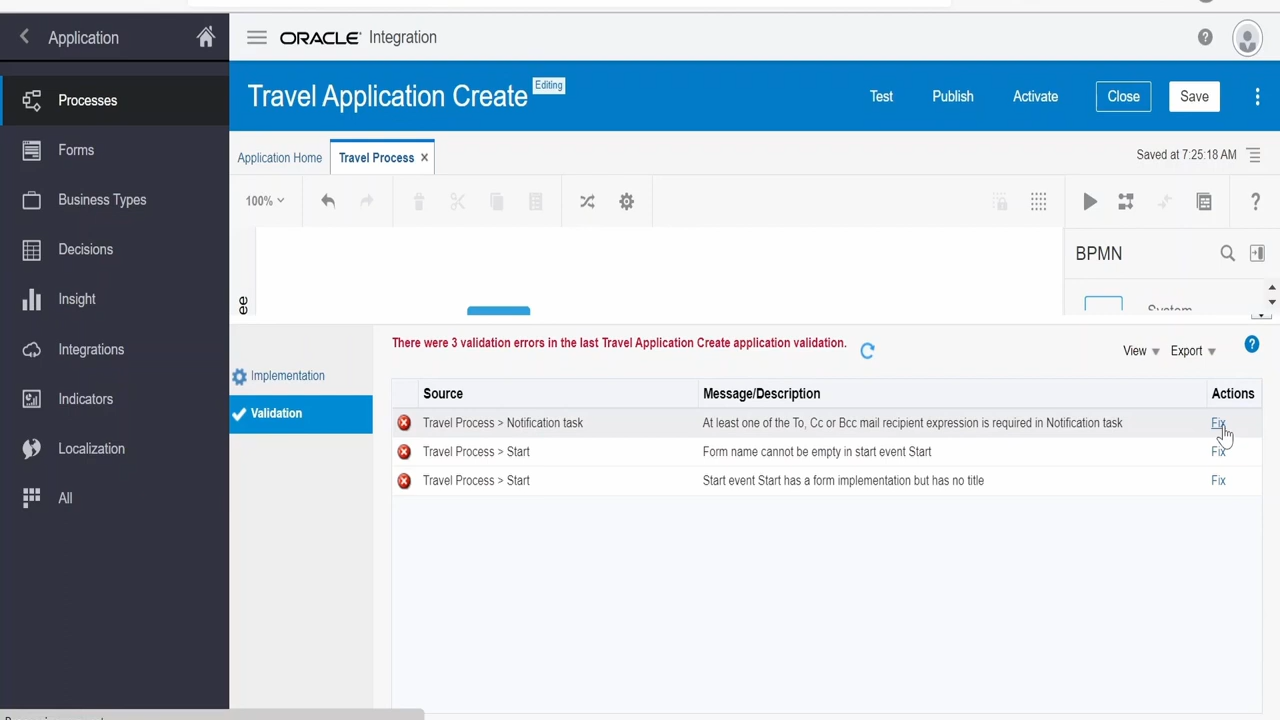 Application
ORACLE Integration
Travel Application Create Editing
Test
Publish
Activate
Close
Save
Processes
Forms
Business Types
Decisions
Insight
Integrations
Indicators
Localization
All
Application Home
Travel Process ×
Saved at 7:25:18 AM
100%
?
BPMN
ee
System
There were 3 validation errors in the last Travel Application Create application validation.
View
Export
?
Implementation
Validation
Source Message/Description Actions
Travel Process > Notification task At least one of the To, Cc or Bcc mail recipient expression is required in Notification task Fix
Travel Process > Start Form name cannot be empty in start event Start Fix
Travel Process > Start Start event Start has a form implementation but has no title Fix